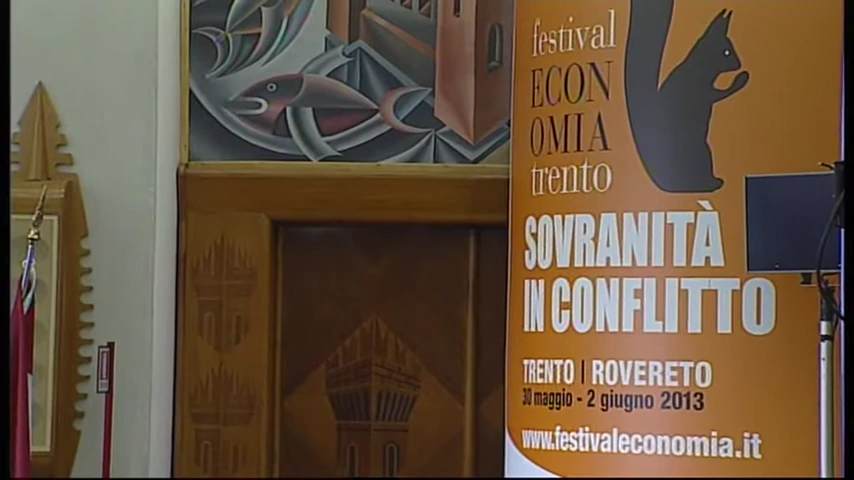 festival
ECON
OMIA
trento
SOVRANITÀ
IN CONFLITTO
TRENTO | ROVERETO
30 maggio - 2 giugno 2013
www.festivaleconomia.it